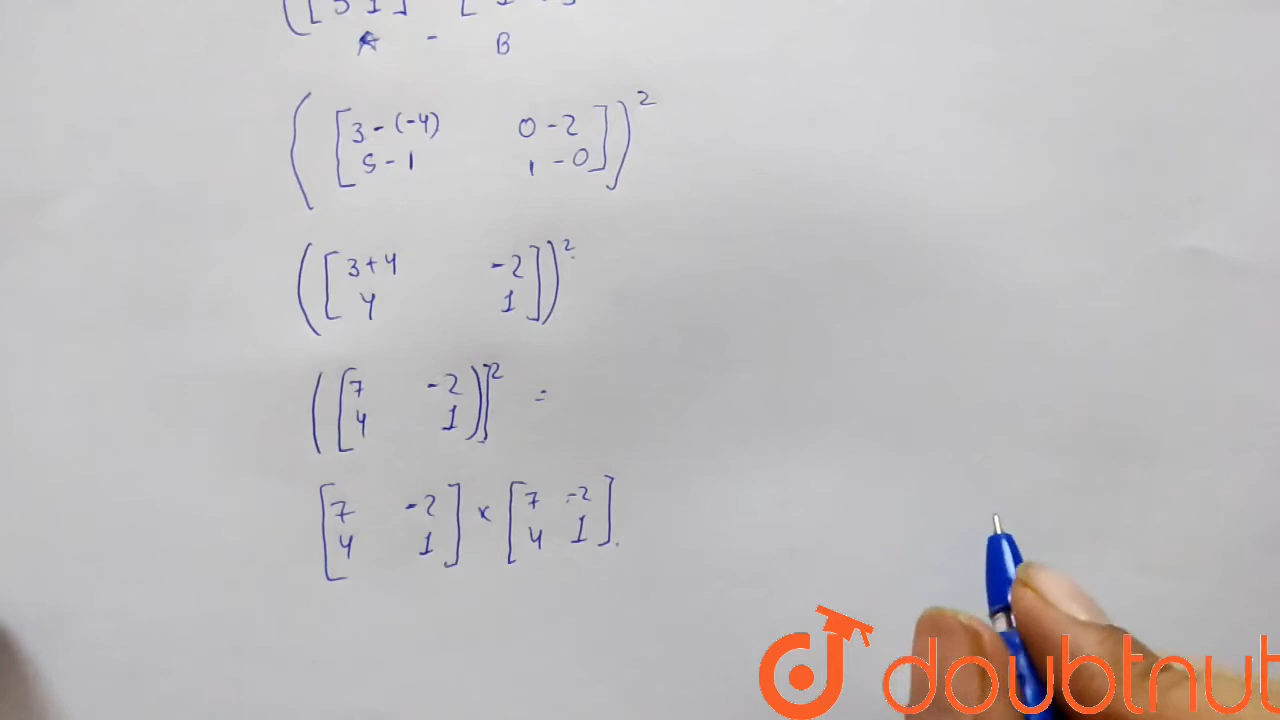 A - B
( [ 3 - (-4) 0 - 2
5 - 1 1 - 0 ] )²
( [ 3 + 4 -2
4 1 ] )²
( [ 7 -2
4 1 ) ]² =
[ 7 -2
4 1 ] × [ 7 -2
4 1 ].
doubtnut